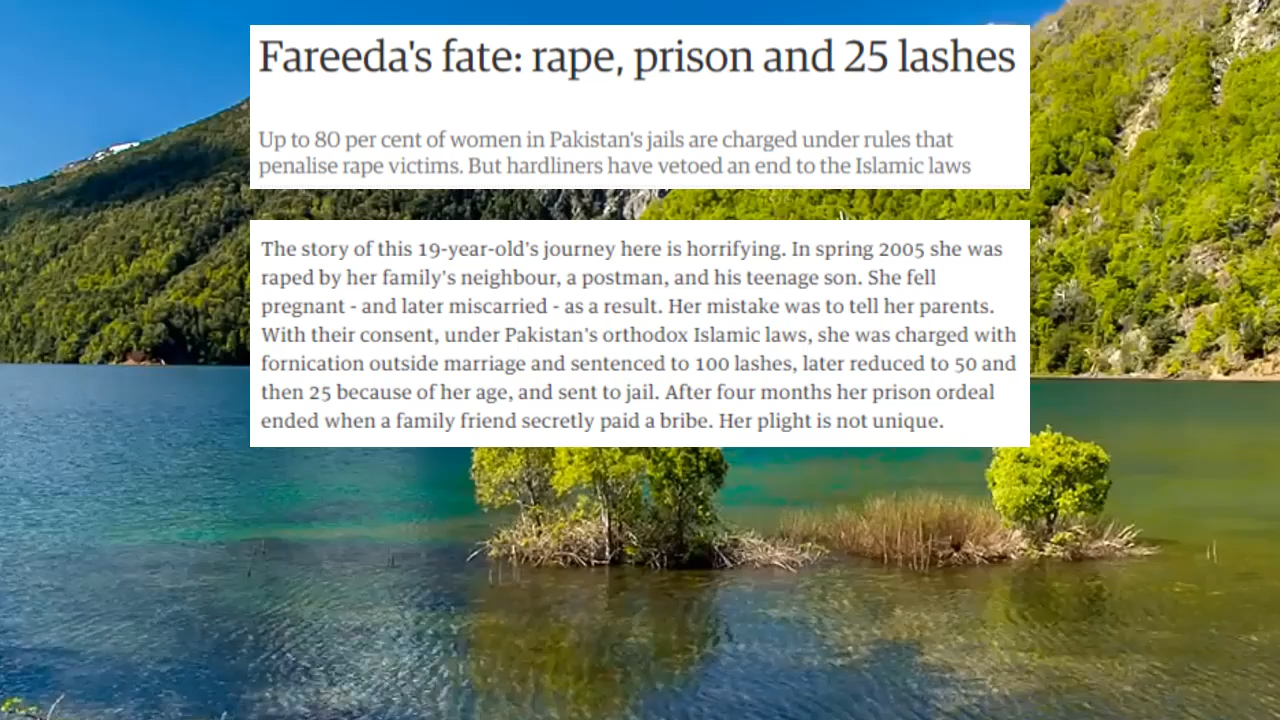 Fareeda's fate: rape, prison and 25 lashes
Up to 80 per cent of women in Pakistan's jails are charged under rules that
penalise rape victims. But hardliners have vetoed an end to the Islamic laws
The story of this 19-year-old's journey here is horrifying. In spring 2005 she was
raped by her family's neighbour, a postman, and his teenage son. She fell
pregnant - and later miscarried - as a result. Her mistake was to tell her parents.
With their consent, under Pakistan's orthodox Islamic laws, she was charged with
fornication outside marriage and sentenced to 100 lashes, later reduced to 50 and
then 25 because of her age, and sent to jail. After four months her prison ordeal
ended when a family friend secretly paid a bribe. Her plight is not unique.